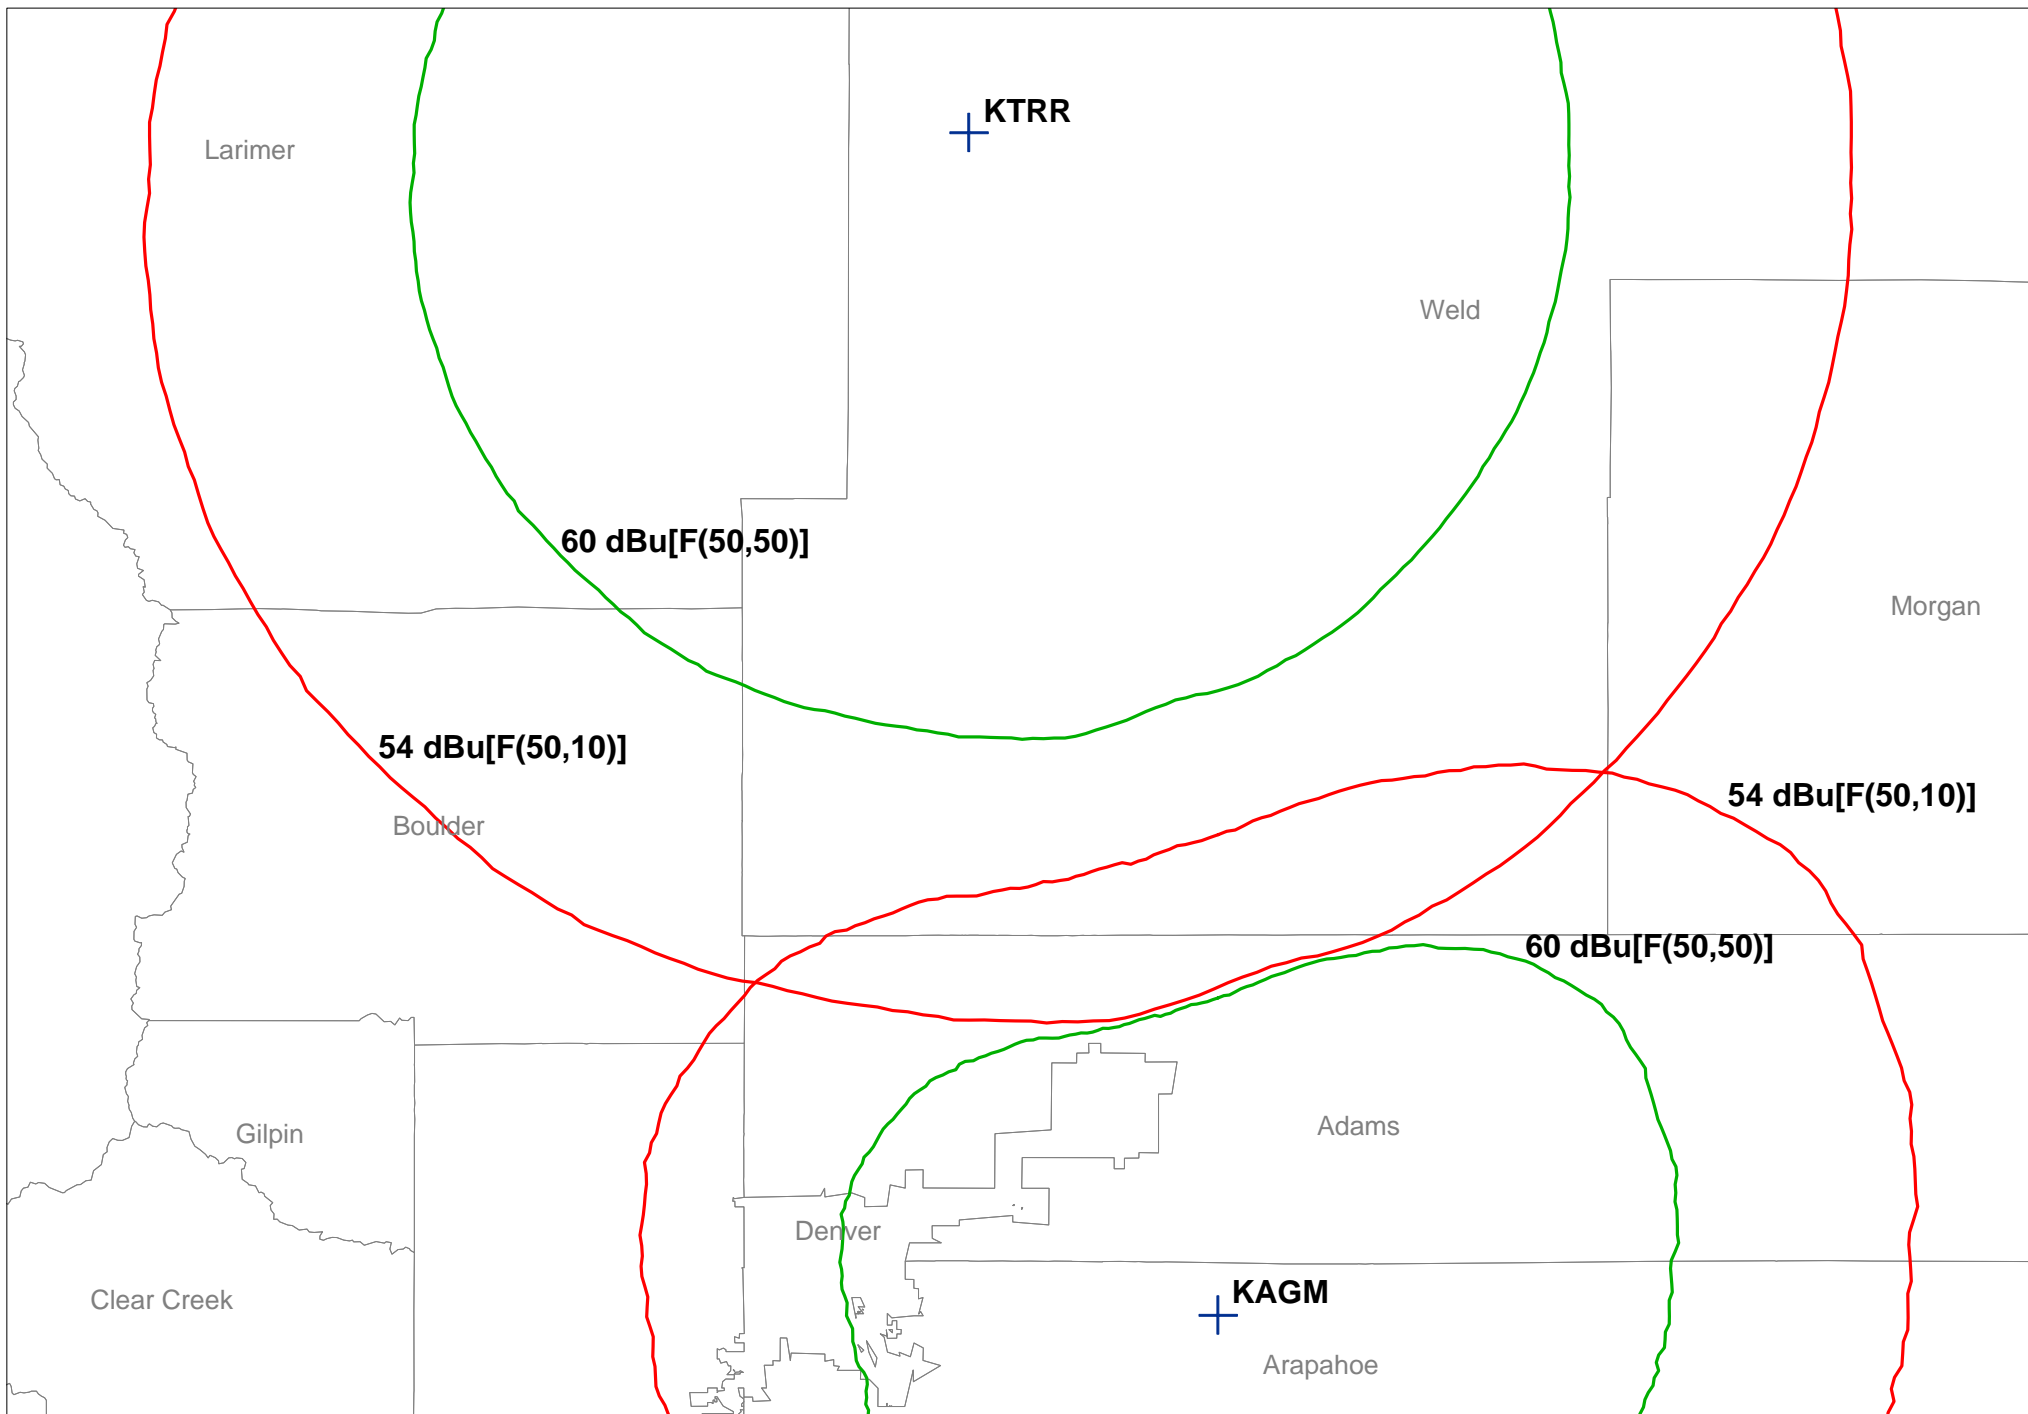 KTRR
Larimer
Weld
60 dBu[F(50,50)]
Morgan
54 dBu[F(50,10)]
54 dBu[F(50,10)]
Boulder
60 dBu[F(50,50)]
Adams
Gilpin
Denver
KAGM
Clear Creek
Arapahoe